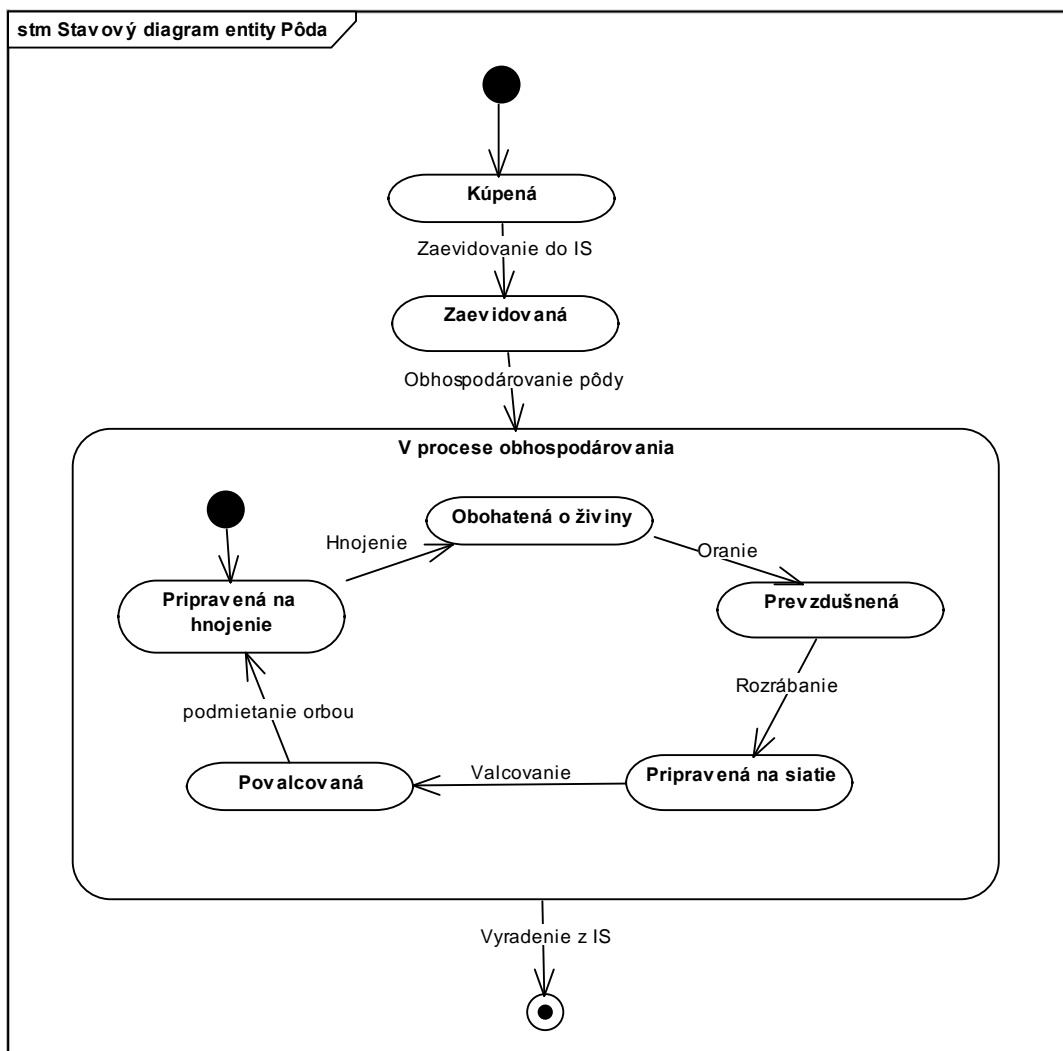 stm Stavový diagram entity Pôda
Kúpená
Zaevidovanie do IS
Zaevidovaná
Obhospodárovanie pôdy
V procese obhospodárovania
Obohatená o živiny
Hnojenie
Oranie
Pripravená na
hnojenie
Prevzdušnená
Rozrábanie
podmietanie orbou
Valcovanie
Pripravená na siatie
Povalcovaná
Vyradenie z IS